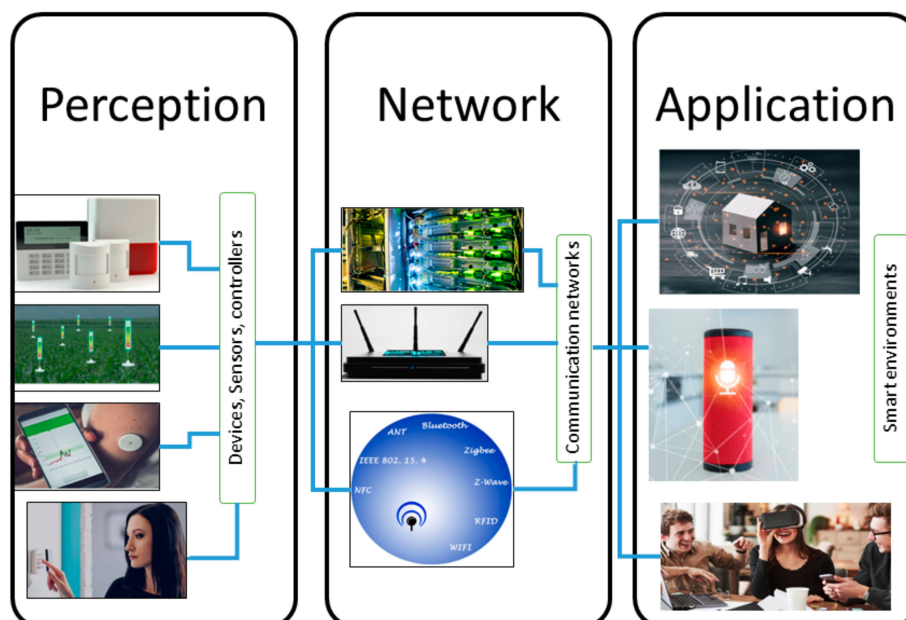 Perception
Network
Application
Devices, Sensors, controllers
Communication networks
Smart environments
ANT
Bluetooth
Zigbee
IEEE 802. 15. 4
Z-Wave
NFC
RFID
WIFI